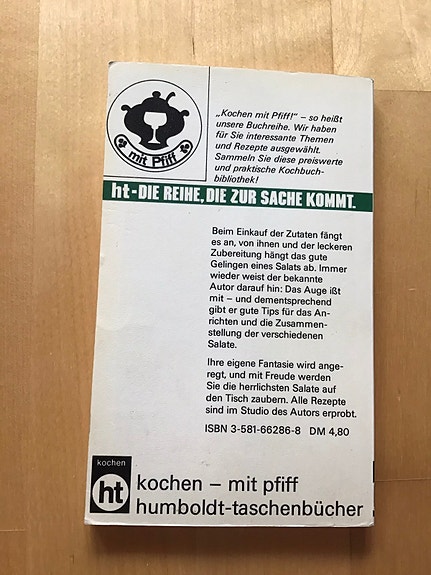 mit Pfiff
„Kochen mit Pfiff!“ – so heißt
unsere Buchreihe. Wir haben
für Sie interessante Themen
und Rezepte ausgewählt.
Sammeln Sie diese preiswerte
und praktische Kochbuch-
bibliothek!
ht-DIE REIHE, DIE ZUR SACHE KOMMT.
Beim Einkauf der Zutaten fängt
es an, von ihnen und der leckeren
Zubereitung hängt das gute
Gelingen eines Salats ab. Immer
wieder weist der bekannte
Autor darauf hin: Das Auge ißt
mit – und dementsprechend
gibt er gute Tips für das An-
richten und die Zusammen-
stellung der verschiedenen
Salate.
Ihre eigene Fantasie wird ange-
regt, und mit Freude werden
Sie die herrlichsten Salate auf
den Tisch zaubern. Alle Rezepte
sind im Studio des Autors erprobt.
ISBN 3-581-66286-8 DM 4,80
kochen
ht
kochen – mit pfiff
humboldt-taschenbücher